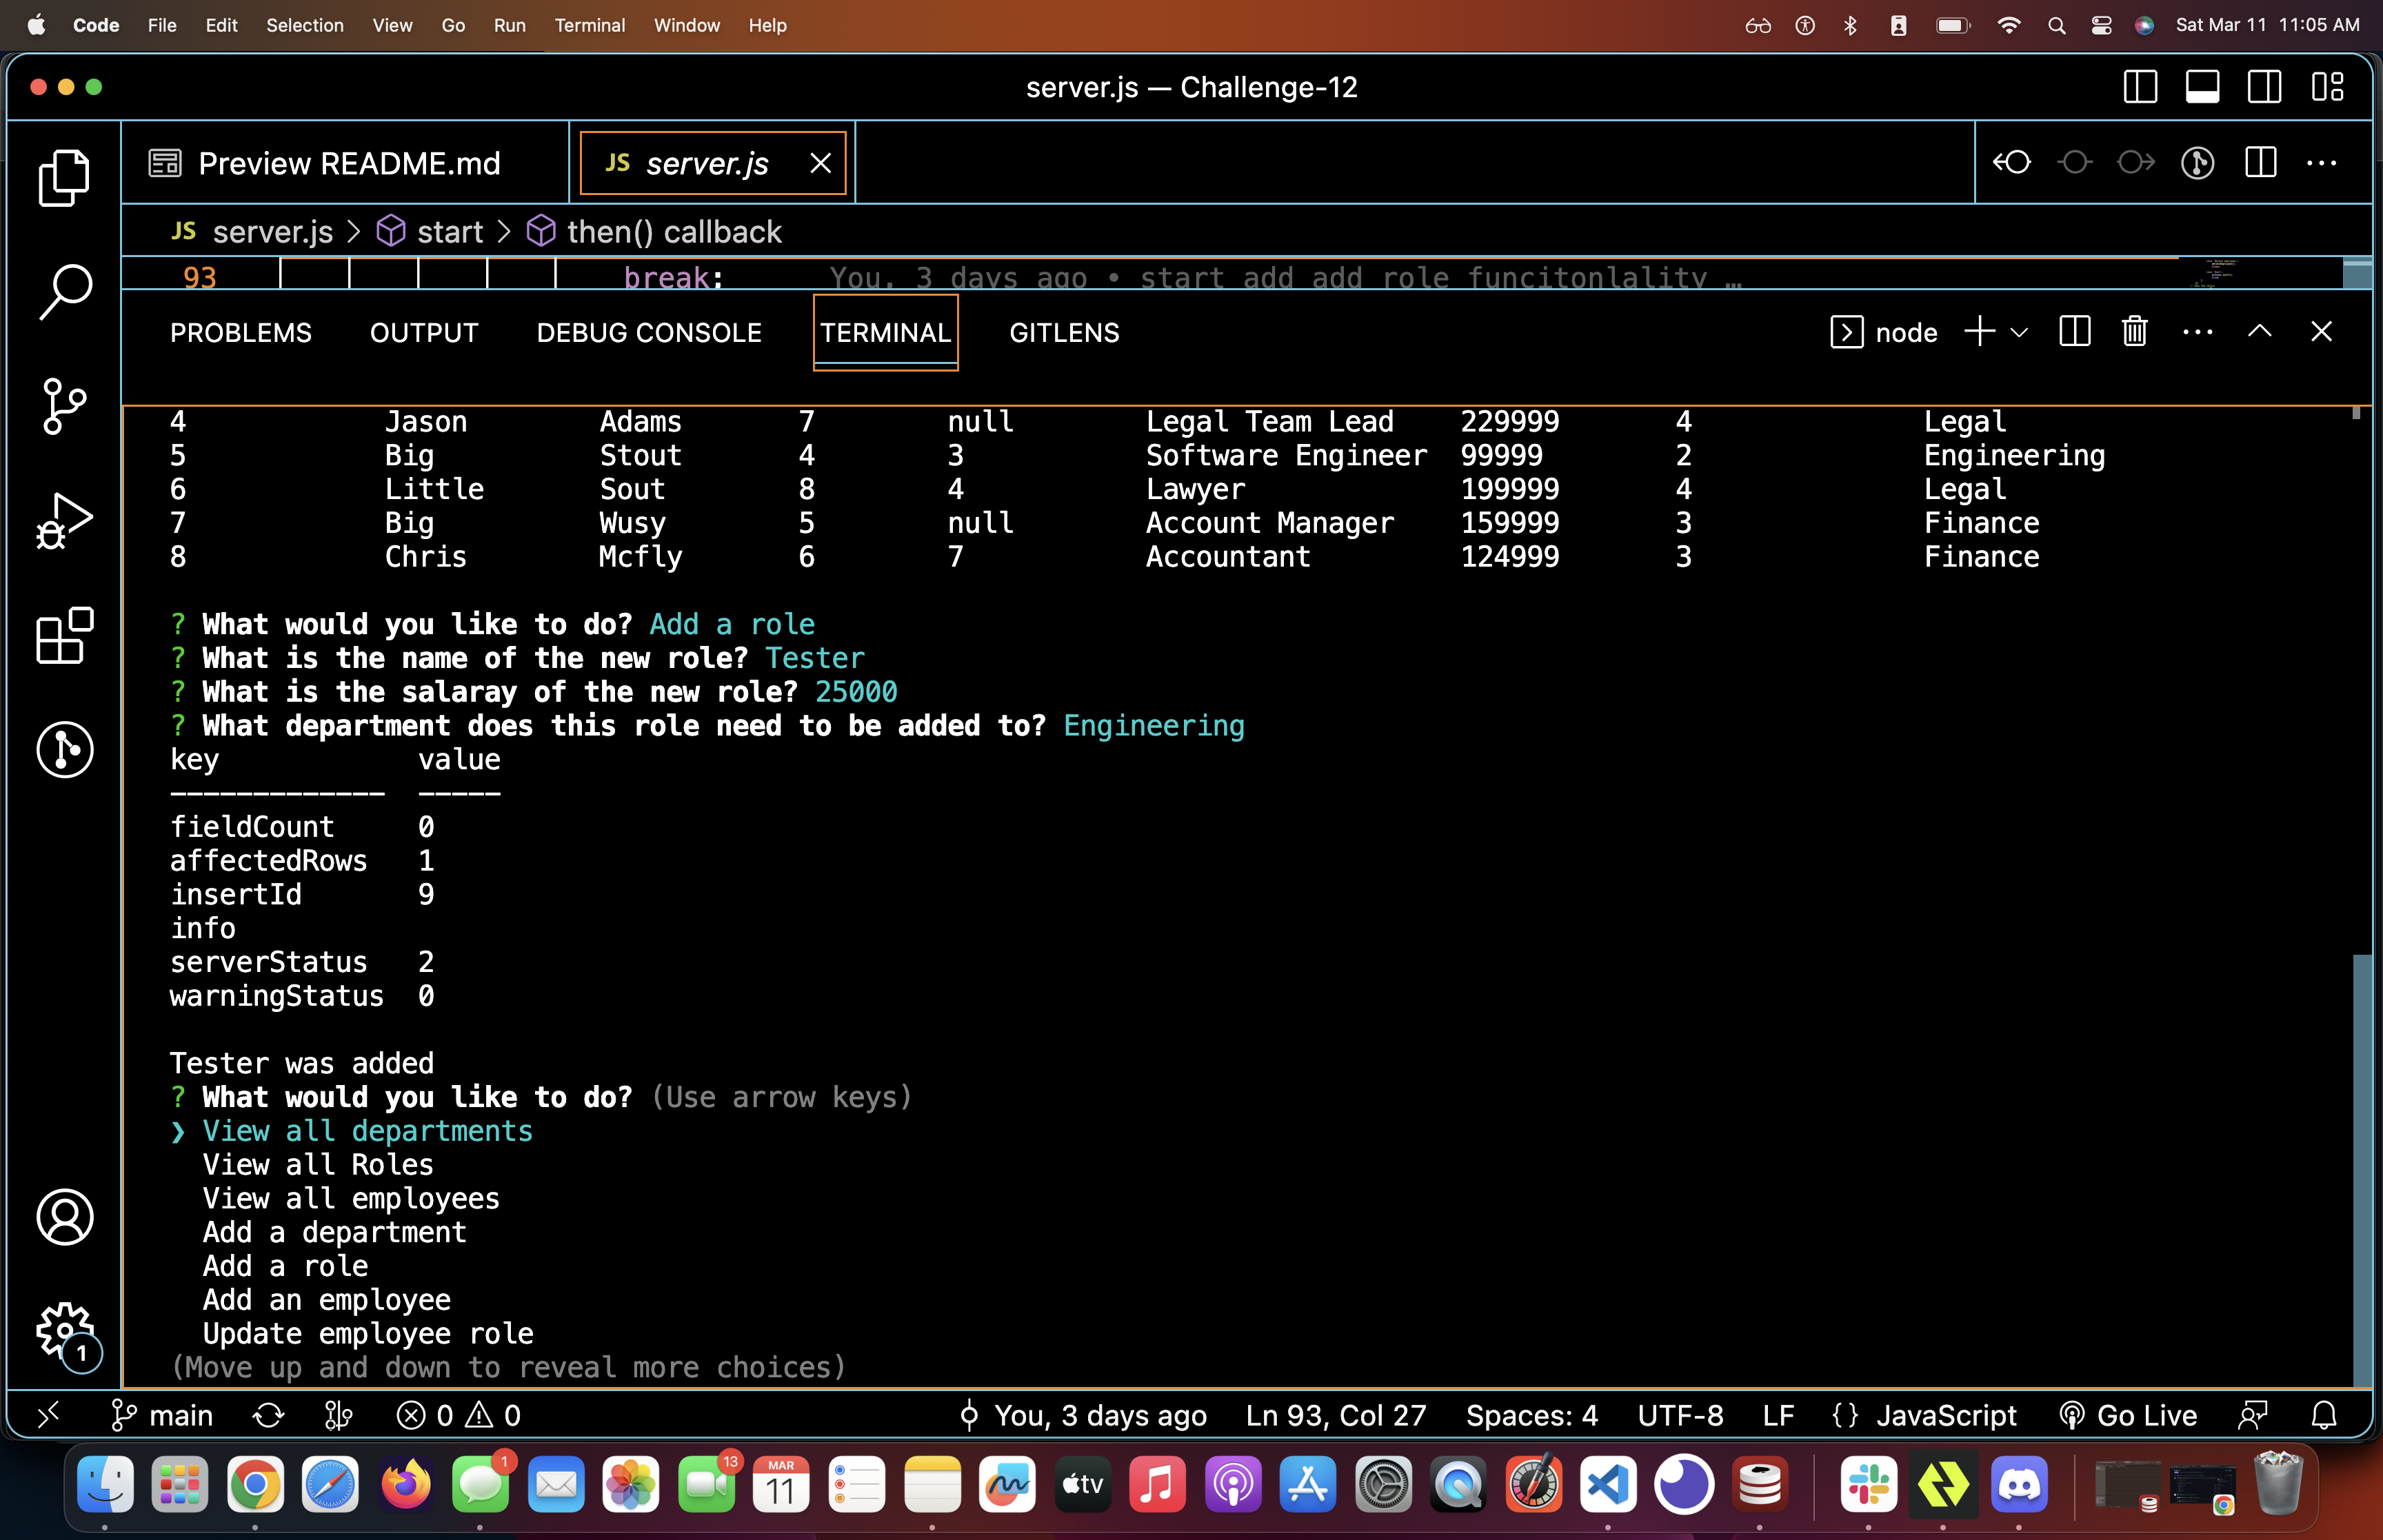 Code File Edit Selection View Go Run Terminal Window Help Sat Mar 11 11:05 AM
server.js — Challenge-12
Preview README.md JS server.js
JS server.js > start > then() callback
93 break; You, 3 days ago • start add add role funcitonlality …
PROBLEMS OUTPUT DEBUG CONSOLE TERMINAL GITLENS node
4 Jason Adams 7 null Legal Team Lead 229999 4 Legal
5 Big Stout 4 3 Software Engineer 99999 2 Engineering
6 Little Sout 8 4 Lawyer 199999 4 Legal
7 Big Wusy 5 null Account Manager 159999 3 Finance
8 Chris Mcfly 6 7 Accountant 124999 3 Finance
? What would you like to do? Add a role
? What is the name of the new role? Tester
? What is the salaray of the new role? 25000
? What department does this role need to be added to? Engineering
key value
------------- -----
fieldCount 0
affectedRows 1
insertId 9
info
serverStatus 2
warningStatus 0
Tester was added
? What would you like to do? (Use arrow keys)
❯ View all departments
View all Roles
View all employees
Add a department
Add a role
Add an employee
Update employee role
(Move up and down to reveal more choices)
1
main 0 0 You, 3 days ago Ln 93, Col 27 Spaces: 4 UTF-8 LF {} JavaScript Go Live
1 13 MAR 11 tv